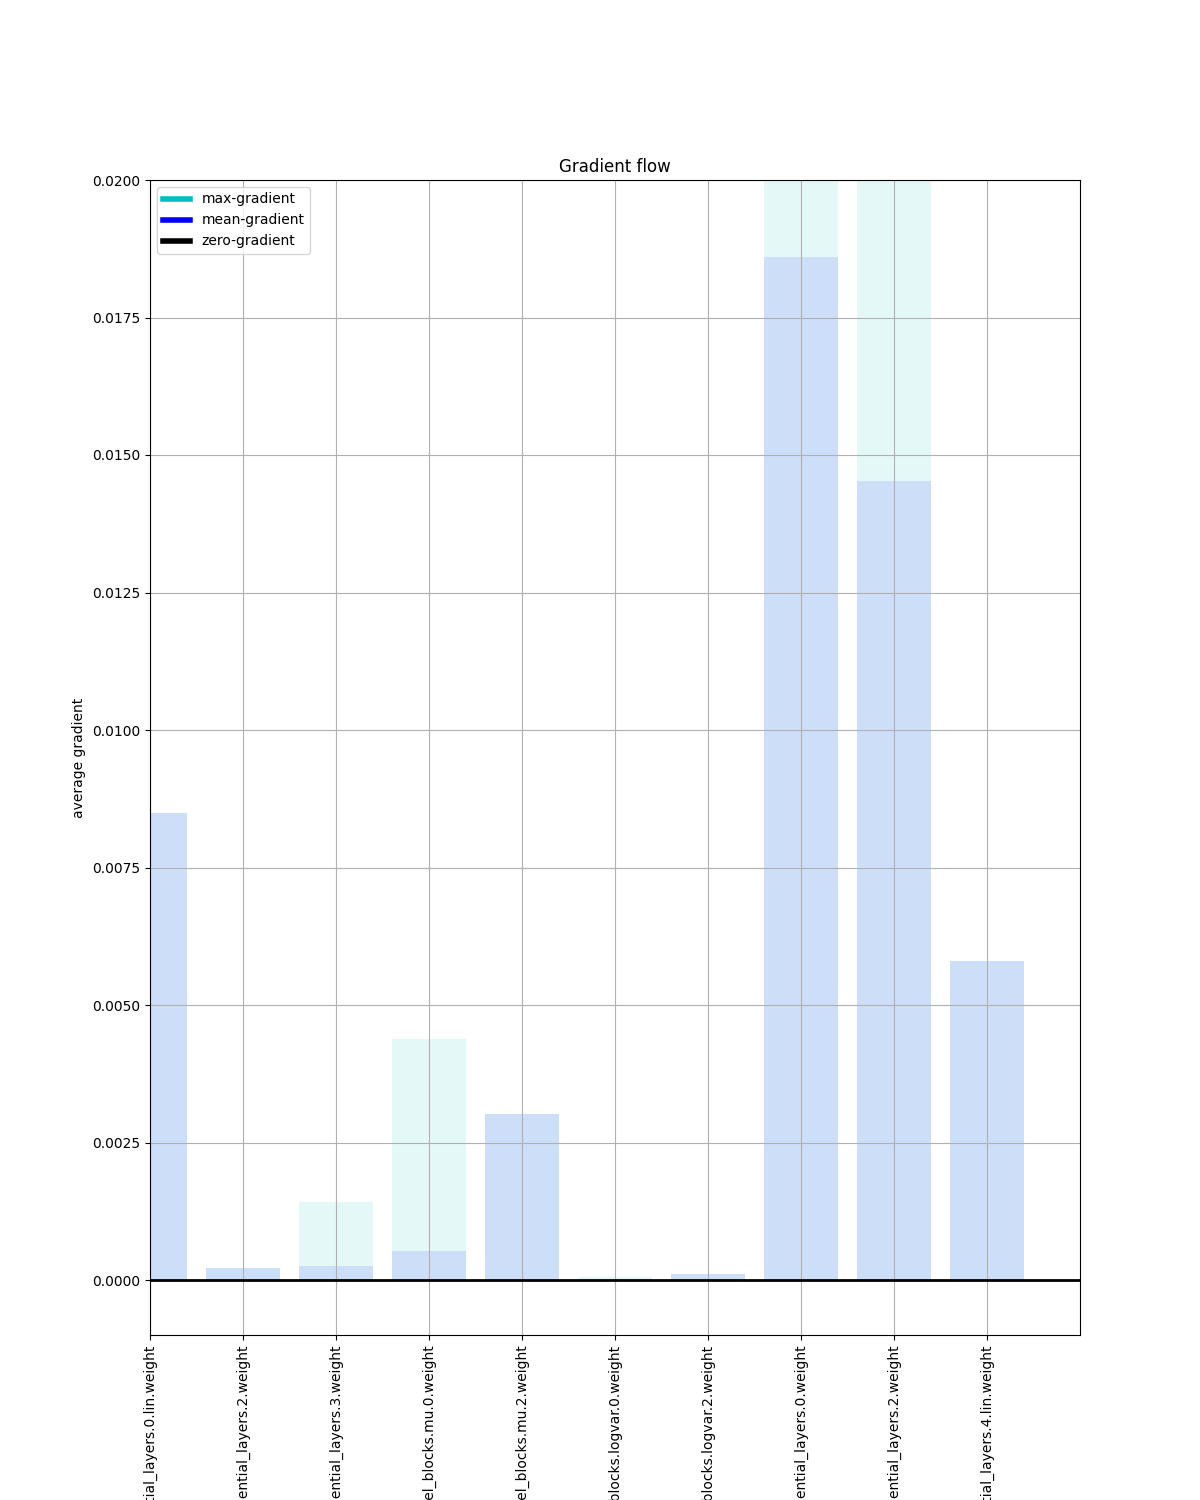 Gradient flow
max-gradient
mean-gradient
zero-gradient
0.0200
0.0175
0.0150
0.0125
0.0100
0.0075
0.0050
0.0025
0.0000
average gradient
tial_layers.0.lin.weight
ential_layers.2.weight
ential_layers.3.weight
el_blocks.mu.0.weight
el_blocks.mu.2.weight
blocks.logvar.0.weight
blocks.logvar.2.weight
ential_layers.0.weight
ential_layers.2.weight
tial_layers.4.lin.weight